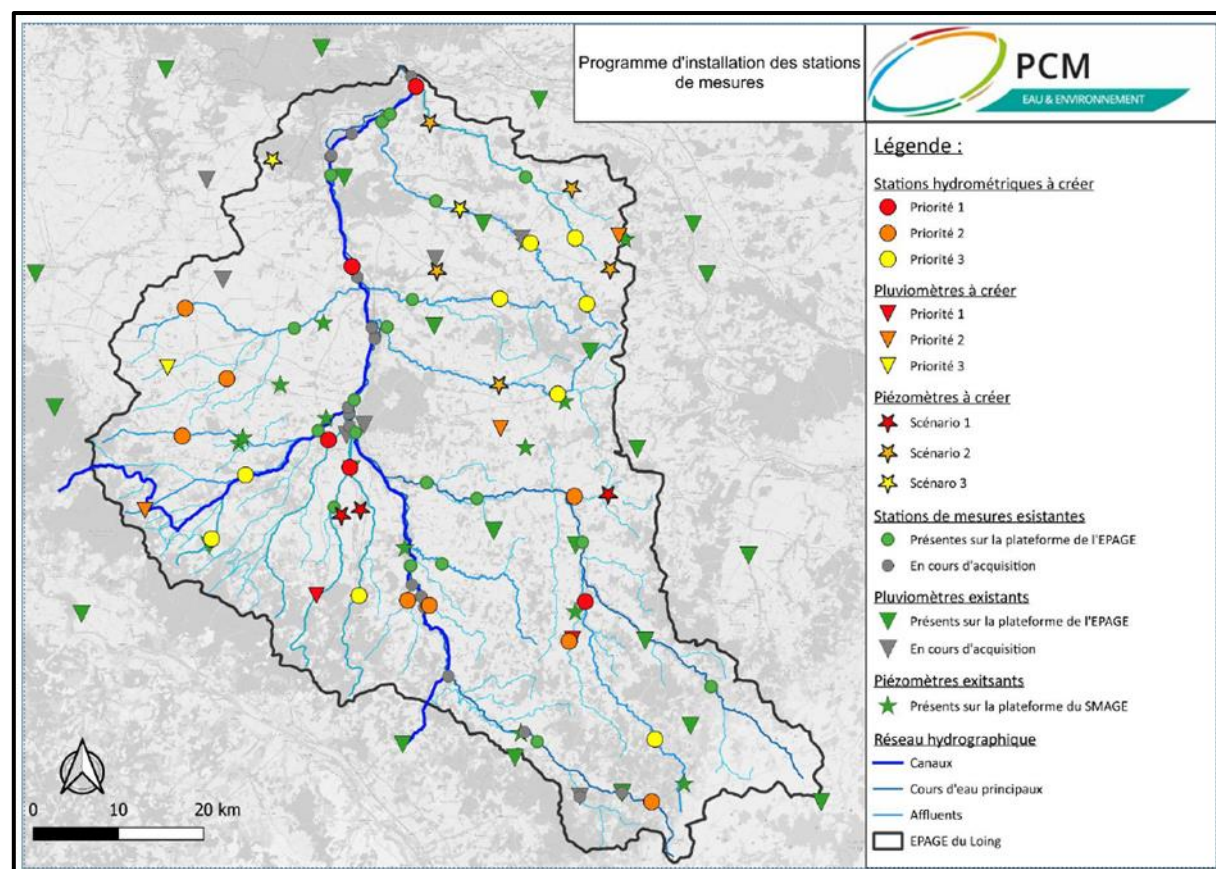 Programme d'installation des stations
de mesures
PCM
EAU & ENVIRONNEMENT
Légende :
Stations hydrométriques à créer
Priorité 1
Priorité 2
Priorité 3
Pluviomètres à créer
Priorité 1
Priorité 2
Priorité 3
Piézomètres à créer
Scénario 1
Scénario 2
Scénaro 3
Stations de mesures esistantes
Présentes sur la plateforme de l'EPAGE
En cours d'acquisition
Pluviomètres existants
Présents sur la plateforme de l'EPAGE
En cours d'acquisition
Piézomètres exitsants
Présents sur la plateforme du SMAGE
Réseau hydrographique
Canaux
Cours d'eau principaux
Affluents
EPAGE du Loing
0 10 20 km